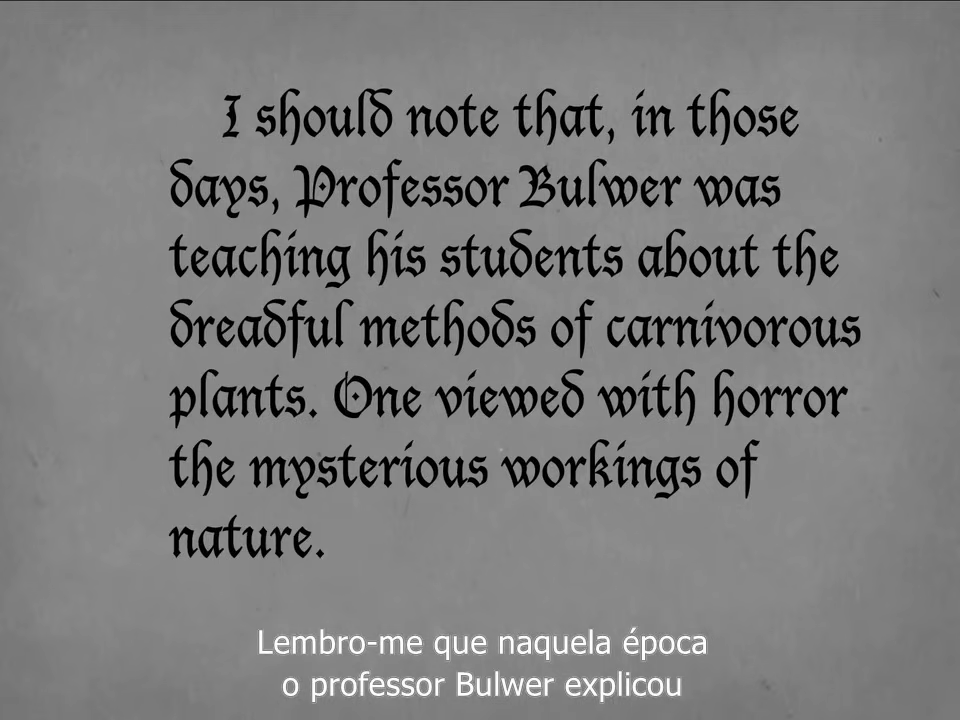 I should note that, in those
days, Professor Bulwer was
teaching his students about the
dreadful methods of carnivorous
plants. One viewed with horror
the mysterious workings of
nature.
Lembro-me que naquela época
o professor Bulwer explicou